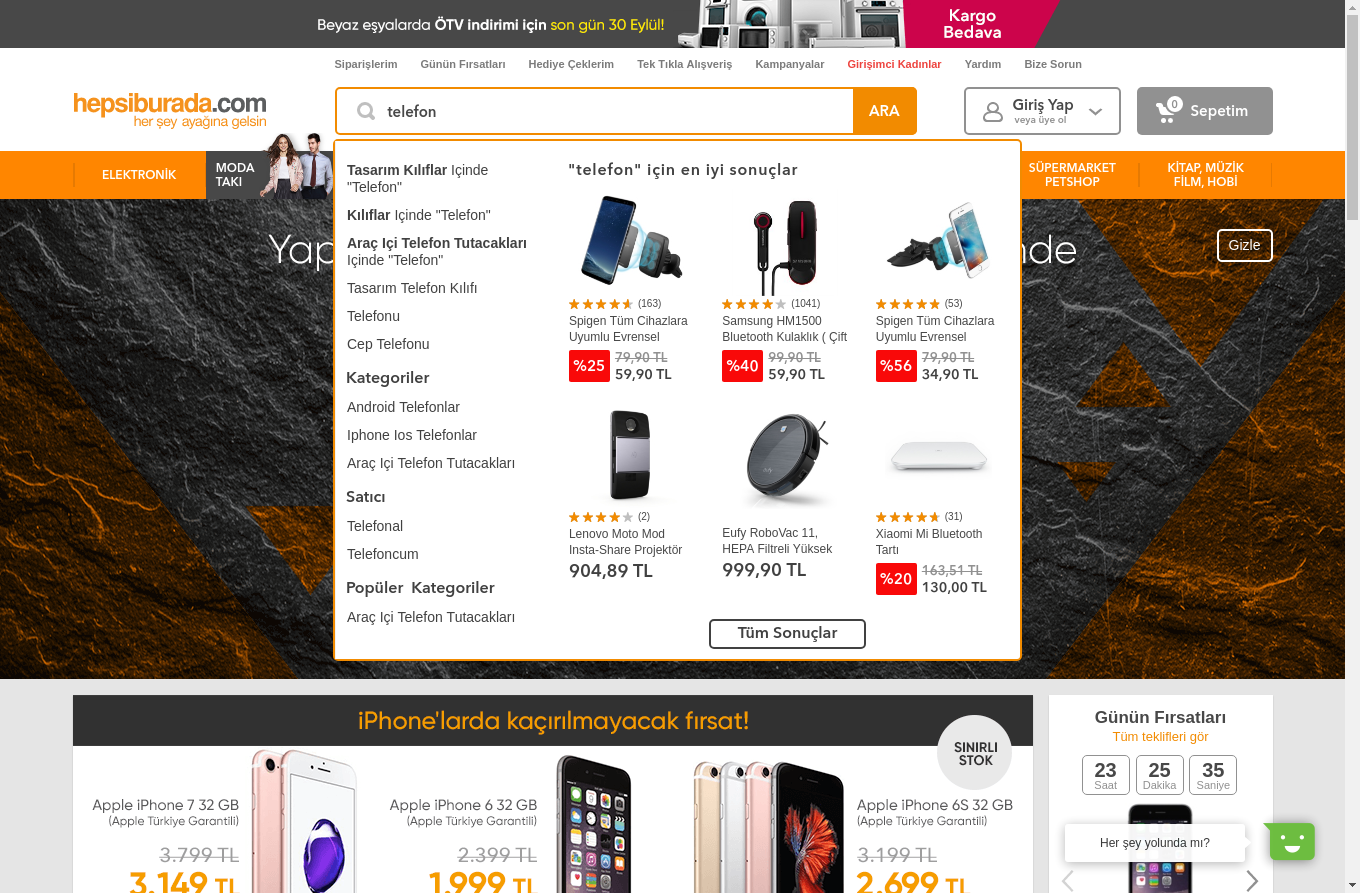 Beyaz eşyalarda ÖTV indirimi için son gün 30 Eylül!
Kargo
Bedava
Siparişlerim
Günün Fırsatları
Hediye Çeklerim
Tek Tıkla Alışveriş
Kampanyalar
Girişimci Kadınlar
Yardım
Bize Sorun
hepsiburada.com
her şey ayağına gelsin
telefon
ARA
Giriş Yap
veya üye ol
0
Sepetim
ELEKTRONİK
MODA
TAKI
SÜPERMARKET
PETSHOP
KİTAP, MÜZİK
FİLM, HOBİ
Gizle
Tasarım Kılıflar Içinde
"Telefon"
Kılıflar Içinde "Telefon"
Araç Içi Telefon Tutacakları
Içinde "Telefon"
Tasarım Telefon Kılıfı
Telefonu
Cep Telefonu
Kategoriler
Android Telefonlar
Iphone Ios Telefonlar
Araç Içi Telefon Tutacakları
Satıcı
Telefonal
Telefoncum
Popüler Kategoriler
Araç Içi Telefon Tutacakları
"telefon" için en iyi sonuçlar
(163)
Spigen Tüm Cihazlara
Uyumlu Evrensel
%25
79,90 TL
59,90 TL
(1041)
Samsung HM1500
Bluetooth Kulaklık ( Çift
%40
99,90 TL
59,90 TL
(53)
Spigen Tüm Cihazlara
Uyumlu Evrensel
%56
79,90 TL
34,90 TL
(2)
Lenovo Moto Mod
Insta-Share Projektör
904,89 TL
Eufy RoboVac 11,
HEPA Filtreli Yüksek
999,90 TL
(31)
Xiaomi Mi Bluetooth
Tartı
%20
163,51 TL
130,00 TL
Tüm Sonuçlar
iPhone'larda kaçırılmayacak fırsat!
SINIRLI
STOK
Apple iPhone 7 32 GB
(Apple Türkiye Garantili)
3.799 TL
3.149 TL
Apple iPhone 6 32 GB
(Apple Türkiye Garantili)
2.399 TL
1.999 TL
Apple iPhone 6S 32 GB
(Apple Türkiye Garantili)
3.199 TL
2.699 TL
Günün Fırsatları
Tüm teklifleri gör
23
Saat
25
Dakika
35
Saniye
Her şey yolunda mı?